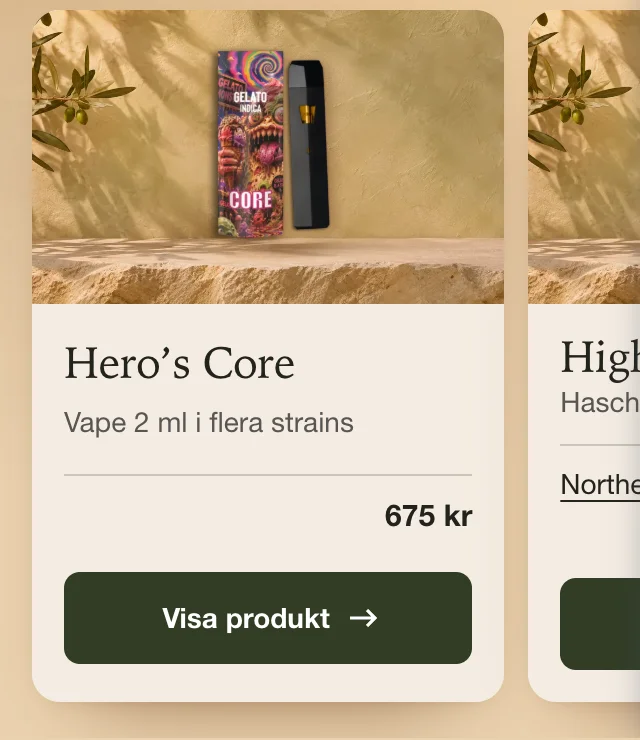 GELATO
INDICA
CORE
Hero’s Core
Vape 2 ml i flera strains
675 kr
Visa produkt →
High
Hasch
Northe